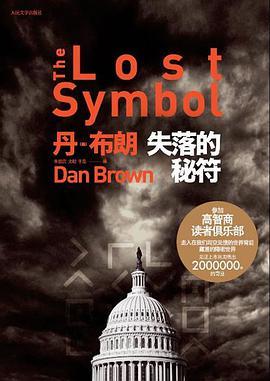 人民文学出版社
The Lost
Symbol
丹·布朗 失落的
秘符
Dan Brown
参加
高智商
读者俱乐部
2000000